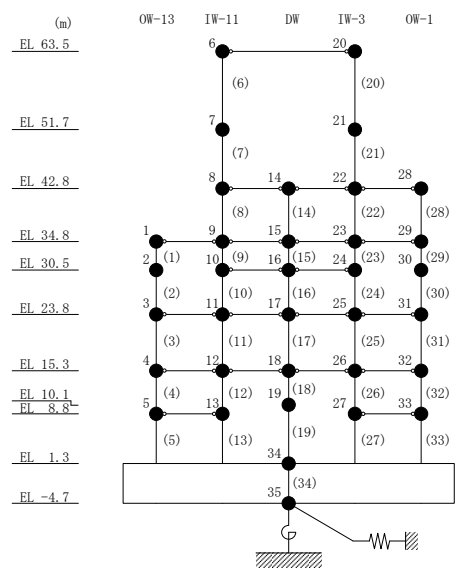 (m) OW-13 IW-11 DW IW-3 OW-1
EL 63.5 6 20
(6) (20)
EL 51.7 7 21
(7) (21)
EL 42.8 8 14 22 28
(8) (14) (22) (28)
EL 34.8 1 9 15 23 29
(1) (9) (15) (23) (29)
EL 30.5 2 10 16 24 30
(2) (10) (16) (24) (30)
EL 23.8 3 11 17 25 31
(3) (11) (17) (25) (31)
EL 15.3 4 12 18 26 32
(4) (12) (18) (26) (32)
EL 10.1 19
EL 8.8 5 13 27 33
(5) (13) (19) (27) (33)
EL 1.3 34
(34)
EL -4.7 35